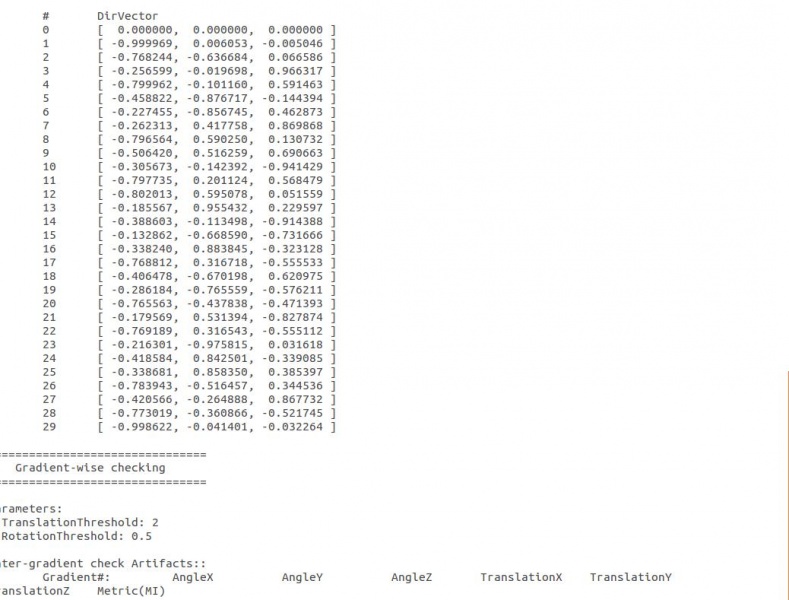 # DirVector
0 [ 0.000000, 0.000000, 0.000000 ]
1 [ -0.999969, 0.006053, -0.005046 ]
2 [ -0.768244, -0.636684, 0.066586 ]
3 [ -0.256599, -0.019698, 0.966317 ]
4 [ -0.799962, -0.101160, 0.591463 ]
5 [ -0.458822, -0.876717, -0.144394 ]
6 [ -0.227455, -0.856745, 0.462873 ]
7 [ -0.262313, 0.417758, 0.869868 ]
8 [ -0.796564, 0.590250, 0.130732 ]
9 [ -0.506420, 0.516259, 0.690663 ]
10 [ -0.305673, -0.142392, -0.941429 ]
11 [ -0.797735, 0.201124, 0.568479 ]
12 [ -0.802013, 0.595078, 0.051559 ]
13 [ -0.185567, 0.955432, 0.229597 ]
14 [ -0.388603, -0.113498, -0.914388 ]
15 [ -0.132862, -0.668590, -0.731666 ]
16 [ -0.338240, 0.883845, -0.323128 ]
17 [ -0.768812, 0.316718, -0.555533 ]
18 [ -0.406478, -0.670198, 0.620975 ]
19 [ -0.286184, -0.765559, -0.576211 ]
20 [ -0.765563, -0.437838, -0.471393 ]
21 [ -0.179569, 0.531394, -0.827874 ]
22 [ -0.769189, 0.316543, -0.555112 ]
23 [ -0.216301, -0.975815, 0.031618 ]
24 [ -0.418584, 0.842501, -0.339085 ]
25 [ -0.338681, 0.858350, 0.385397 ]
26 [ -0.783943, -0.516457, 0.344536 ]
27 [ -0.420566, -0.264888, 0.867732 ]
28 [ -0.773019, -0.360866, -0.521745 ]
29 [ -0.998622, -0.041401, -0.032264 ]
===============================
Gradient-wise checking
===============================
rameters:
TranslationThreshold: 2
RotationThreshold: 0.5
ter-gradient check Artifacts::
Gradient#: AngleX AngleY AngleZ TranslationX TranslationY
anslationZ Metric(MI)